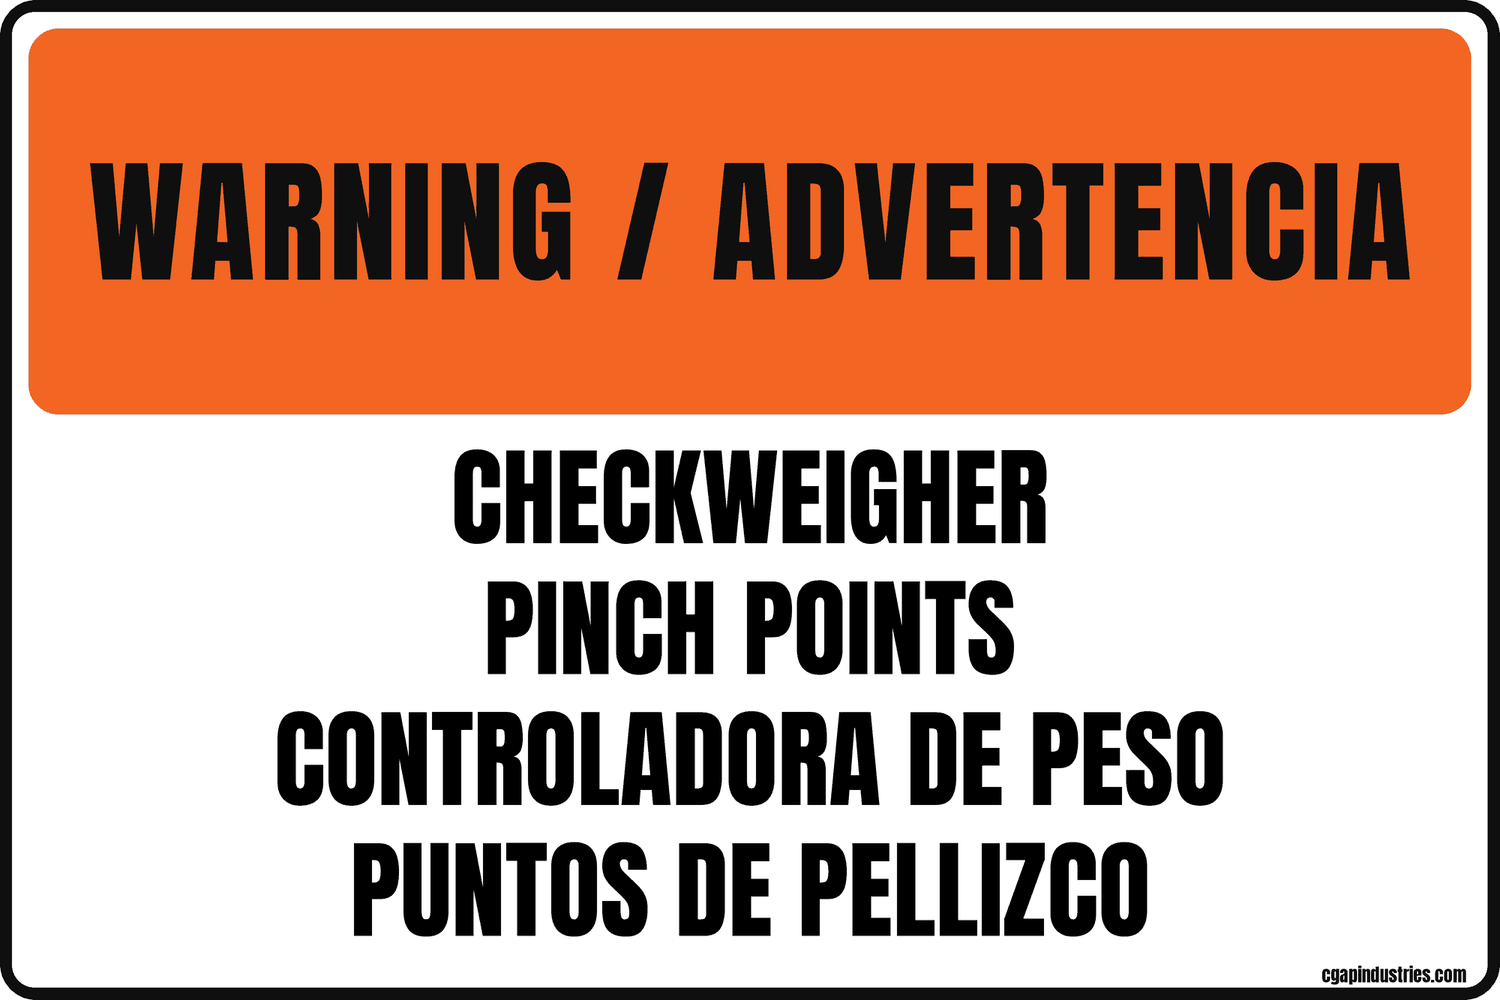 WARNING / ADVERTENCIA
CHECKWEIGHER
PINCH POINTS
CONTROLADORA DE PESO
PUNTOS DE PELLIZCO
cgapindustries.com